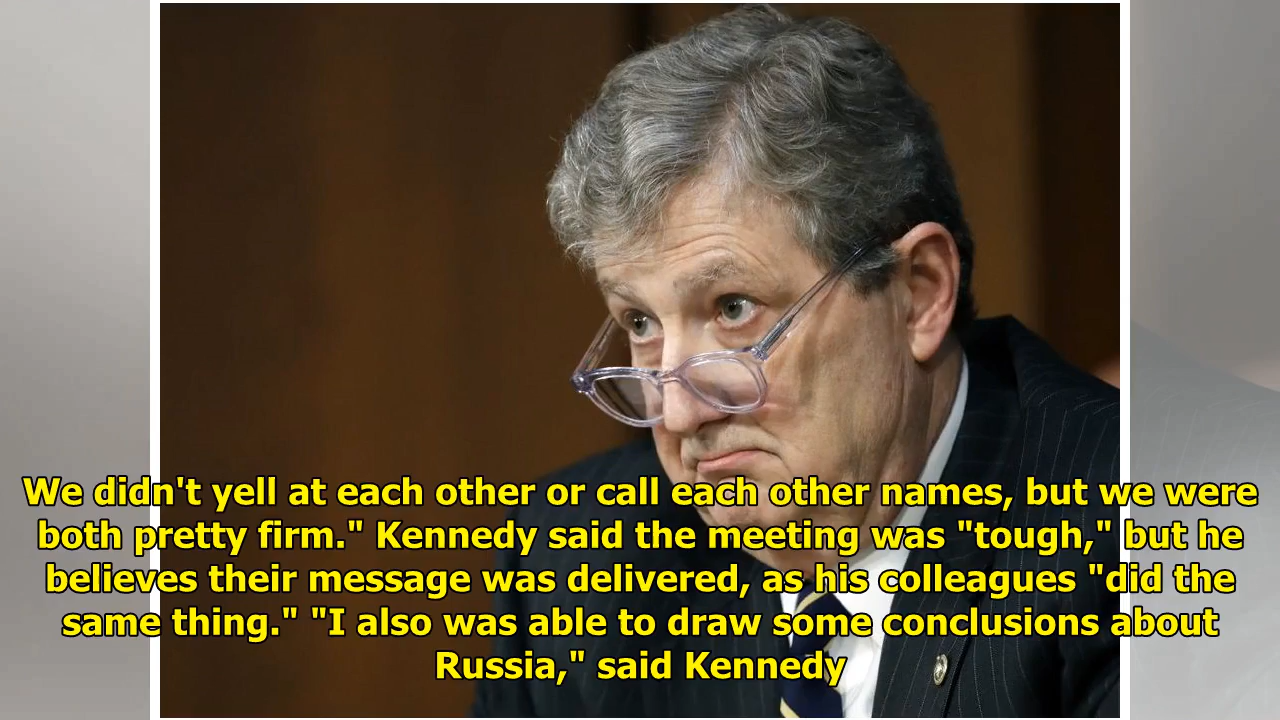 We didn't yell at each other or call each other names, but we were
both pretty firm." Kennedy said the meeting was "tough," but he
believes their message was delivered, as his colleagues "did the
same thing." "I also was able to draw some conclusions about
Russia," said Kennedy